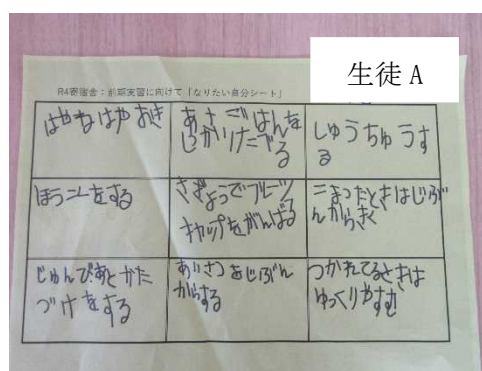 生徒A
R4寄宿舎：前期実習に向けて「なりたい自分シート」
はやねはやおき
あさごはんを
しっかりたべる
しゅうちゅうす
る
ほうこくをする
さぎょうでフルーツ
キャップをがんばる
こまったときはじぶ
んからきく
じゅんびあとかた
づけをする
あいさつをじぶん
からする
つかれてるときは
ゆっくりやすむ